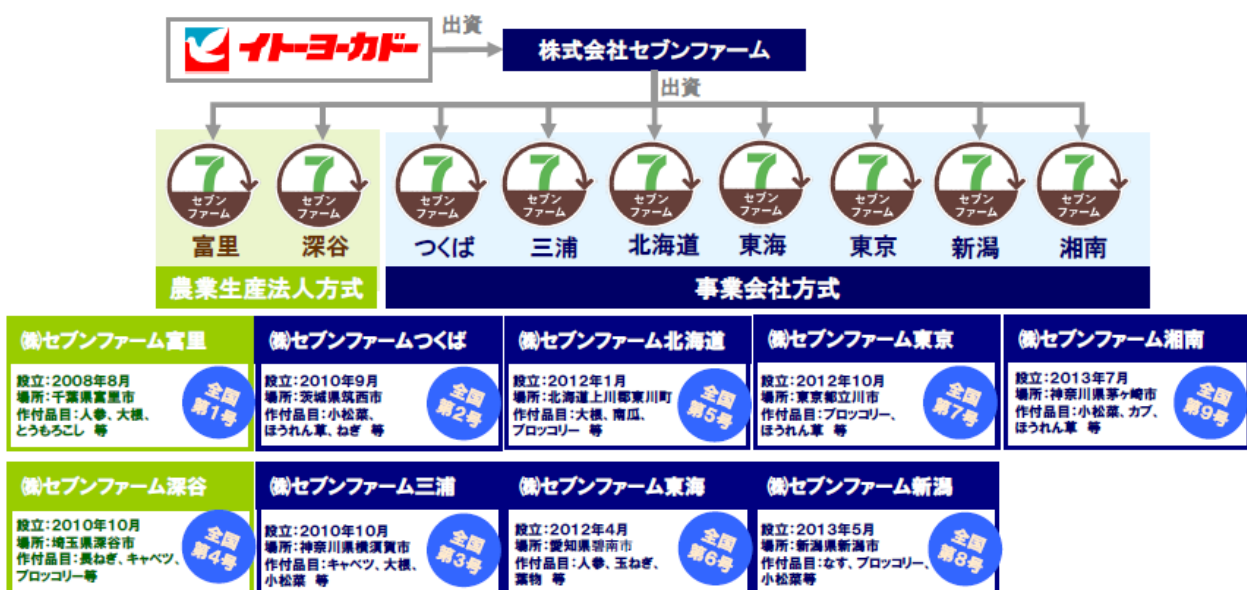 イトーヨーカドー
出資
株式会社セブンファーム
出資
7
セブン
ファーム
富里
7
セブン
ファーム
深谷
7
セブン
ファーム
つくば
7
セブン
ファーム
三浦
7
セブン
ファーム
北海道
7
セブン
ファーム
東海
7
セブン
ファーム
東京
7
セブン
ファーム
新潟
7
セブン
ファーム
湘南
農業生産法人方式
事業会社方式
㈱セブンファーム富里
設立:2008年8月
場所:千葉県富里市
作付品目:人参、大根、
とうもろこし 等
全国
第1号
㈱セブンファームつくば
設立:2010年9月
場所:茨城県筑西市
作付品目:小松菜、
ほうれん草、ねぎ 等
全国
第2号
㈱セブンファーム北海道
設立:2012年1月
場所:北海道上川郡東川町
作付品目:大根、南瓜、
ブロッコリー 等
全国
第5号
㈱セブンファーム東京
設立:2012年10月
場所:東京都立川市
作付品目:ブロッコリー、
ほうれん草 等
全国
第7号
㈱セブンファーム湘南
設立:2013年7月
場所:神奈川県茅ヶ崎市
作付品目:小松菜、カブ、
ほうれん草 等
全国
第9号
㈱セブンファーム深谷
設立:2010年10月
場所:埼玉県深谷市
作付品目:長ねぎ、キャベツ、
ブロッコリー等
全国
第4号
㈱セブンファーム三浦
設立:2010年10月
場所:神奈川県横須賀市
作付品目:キャベツ、大根、
小松菜 等
全国
第3号
㈱セブンファーム東海
設立:2012年4月
場所:愛知県碧南市
作付品目:人参、玉ねぎ、
葉物 等
全国
第6号
㈱セブンファーム新潟
設立:2013年5月
場所:新潟県新潟市
作付品目:なす、ブロッコリー、
小松菜等
全国
第8号